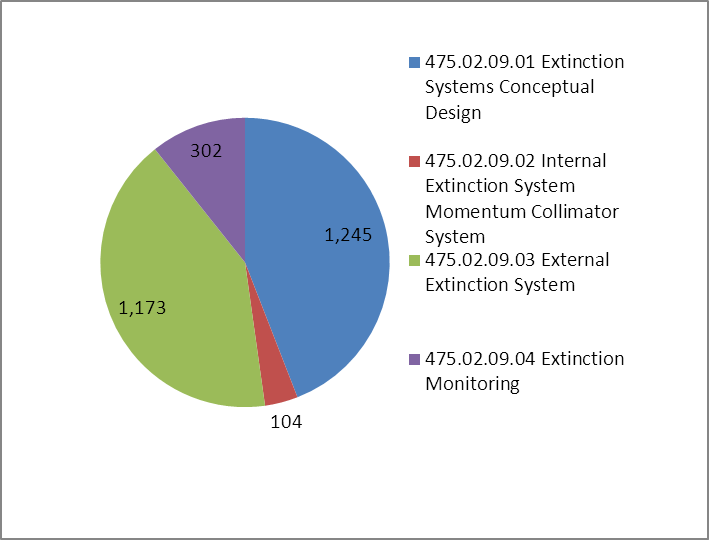 475.02.09.01 Extinction
Systems Conceptual
Design
302
475.02.09.02 Internal
Extinction System
Momentum Collimator
System
1,245
475.02.09.03 External
Extinction System
1,173
475.02.09.04 Extinction
Monitoring
104